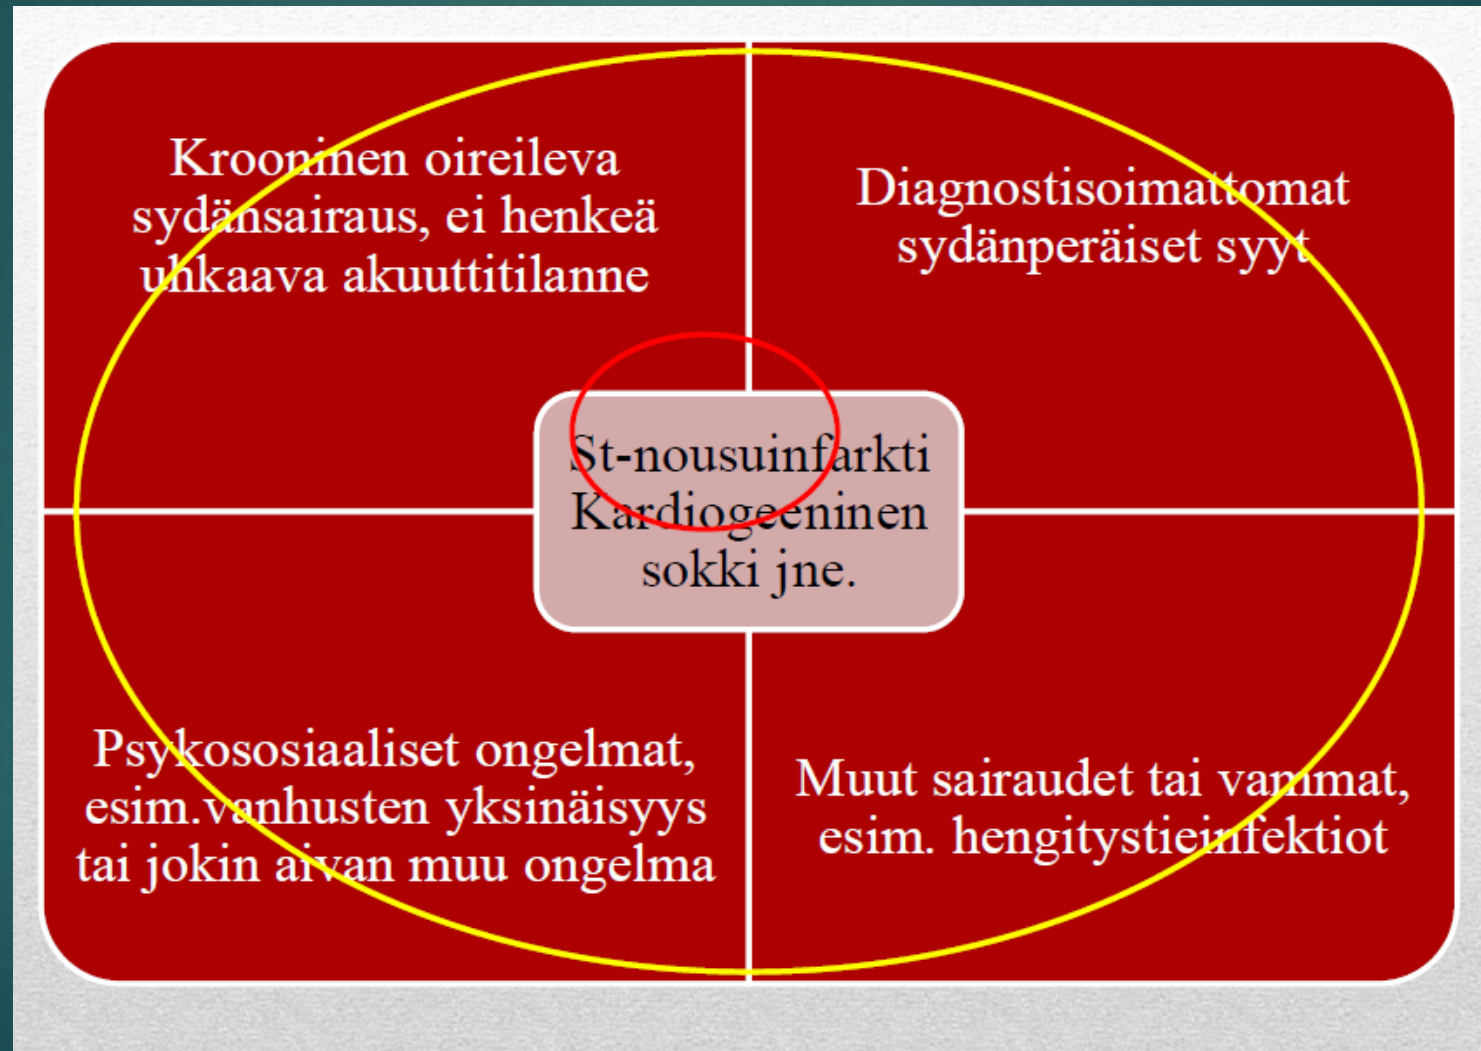 Krooninen oireileva
sydänsairaus, ei henkeä
uhkaava akuuttitilanne
Diagnostisoimattomat
sydänperäiset syyt
St-nousuinfarkti
Kardiogeeninen
sokki jne.
Psykososiaaliset ongelmat,
esim.vanhusten yksinäisyys
tai jokin aivan muu ongelma
Muut sairaudet tai vammat,
esim. hengitystieinfektiot